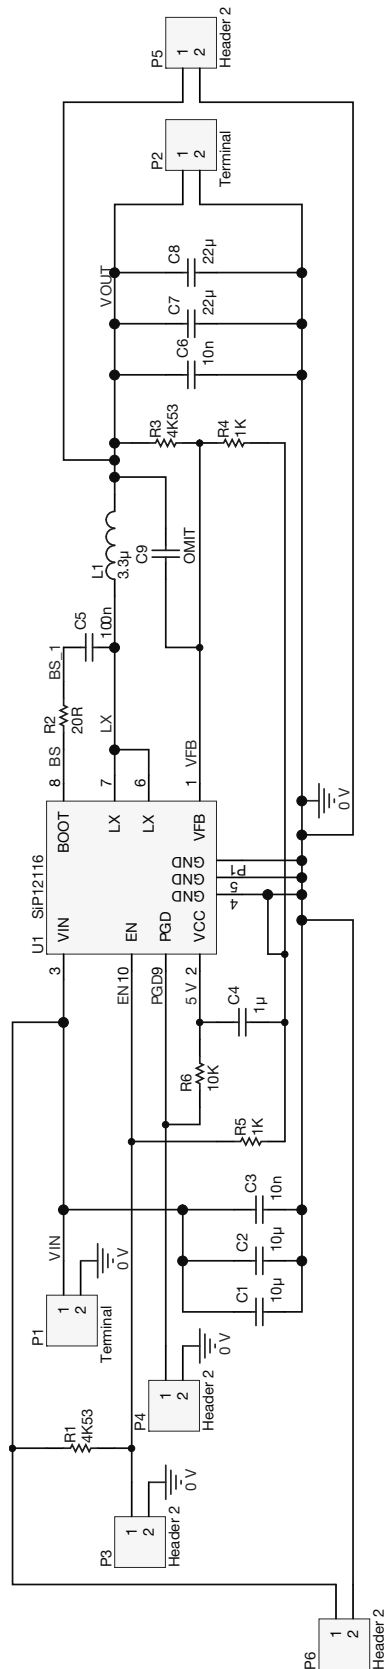 P5
1
2
Header 2
P2
1
2
Terminal
VOUT
C8
22µ
C7
22µ
C6
10n
R3
4K53
R4
1K
L1
3.3µ
C9
OMIT
C5
100n
BS_1
R2
20R
BS
LX
VFB
8
7
6
1
U1
SiP12116
BOOT
LX
LX
VFB
VIN
EN
PGD
VCC
GND
GND
GND
P1
5
4
0 V
3
EN 10
PGD9
5 V 2
C4
1µ
R6
10K
R5
1K
C3
10n
C2
10µ
C1
10µ
VIN
P1
1
2
Terminal
0 V
P4
1
2
Header 2
0 V
R1
4K53
P3
1
2
Header 2
0 V
P6
1
2
Header 2